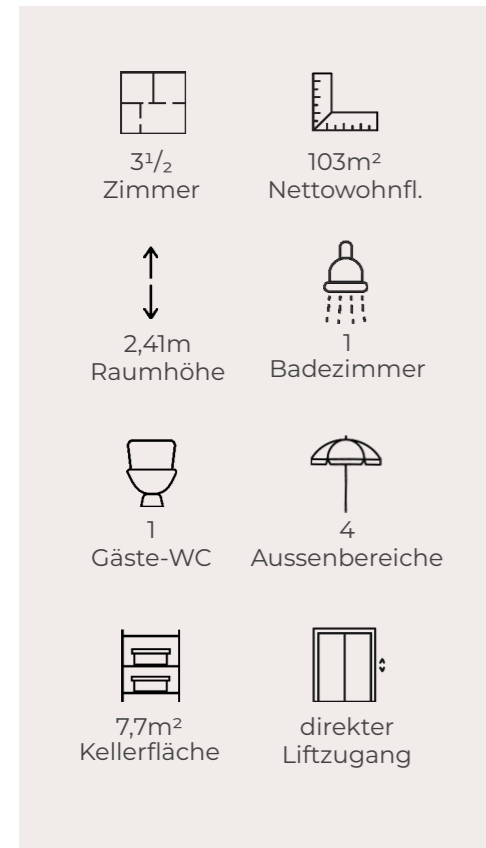 3¹/₂
Zimmer
103m²
Nettowohnfl.
2,41m
Raumhöhe
1
Badezimmer
1
Gäste-WC
4
Aussenbereiche
7,7m²
Kellerfläche
direkter
Liftzugang